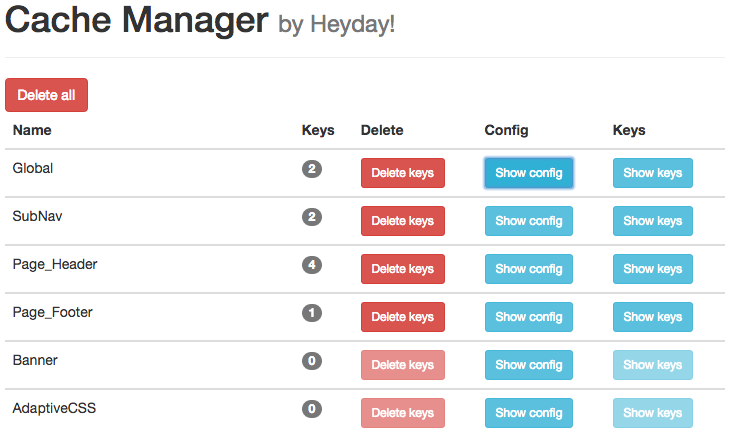 Cache Manager by Heyday!
Delete all
Name Keys Delete Config Keys
Global 2 Delete keys Show config Show keys
SubNav 2 Delete keys Show config Show keys
Page_Header 4 Delete keys Show config Show keys
Page_Footer 1 Delete keys Show config Show keys
Banner 0 Delete keys Show config Show keys
AdaptiveCSS 0 Delete keys Show config Show keys